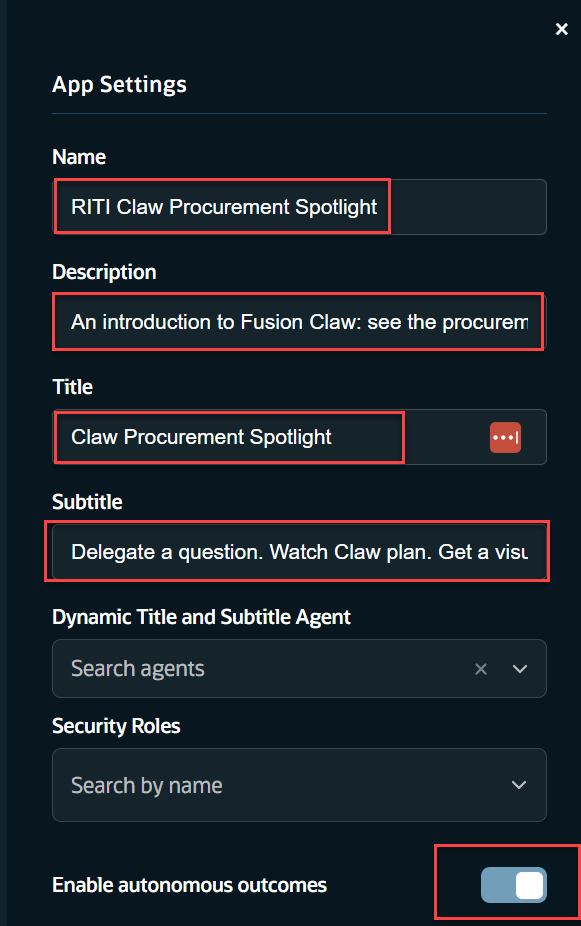 App Settings
Name
RITI Claw Procurement Spotlight
Description
An introduction to Fusion Claw: see the procurem
Title
Claw Procurement Spotlight
Subtitle
Delegate a question. Watch Claw plan. Get a visu
Dynamic Title and Subtitle Agent
Search agents
Security Roles
Search by name
Enable autonomous outcomes